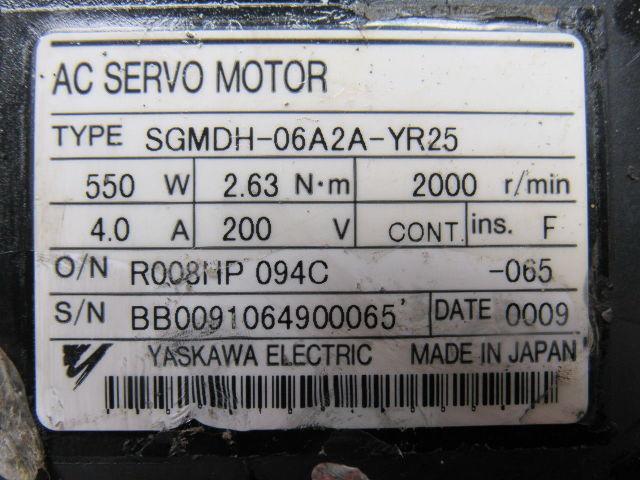 AC SERVO MOTOR
TYPE SGMDH-06A2A-YR25
550 W 2.63 N·m 2000 r/min
4.0 A 200 V CONT. ins. F
O/N 094C -065
S/N BB0091064900065 DATE 0009
YASKAWA ELECTRIC MADE IN JAPAN